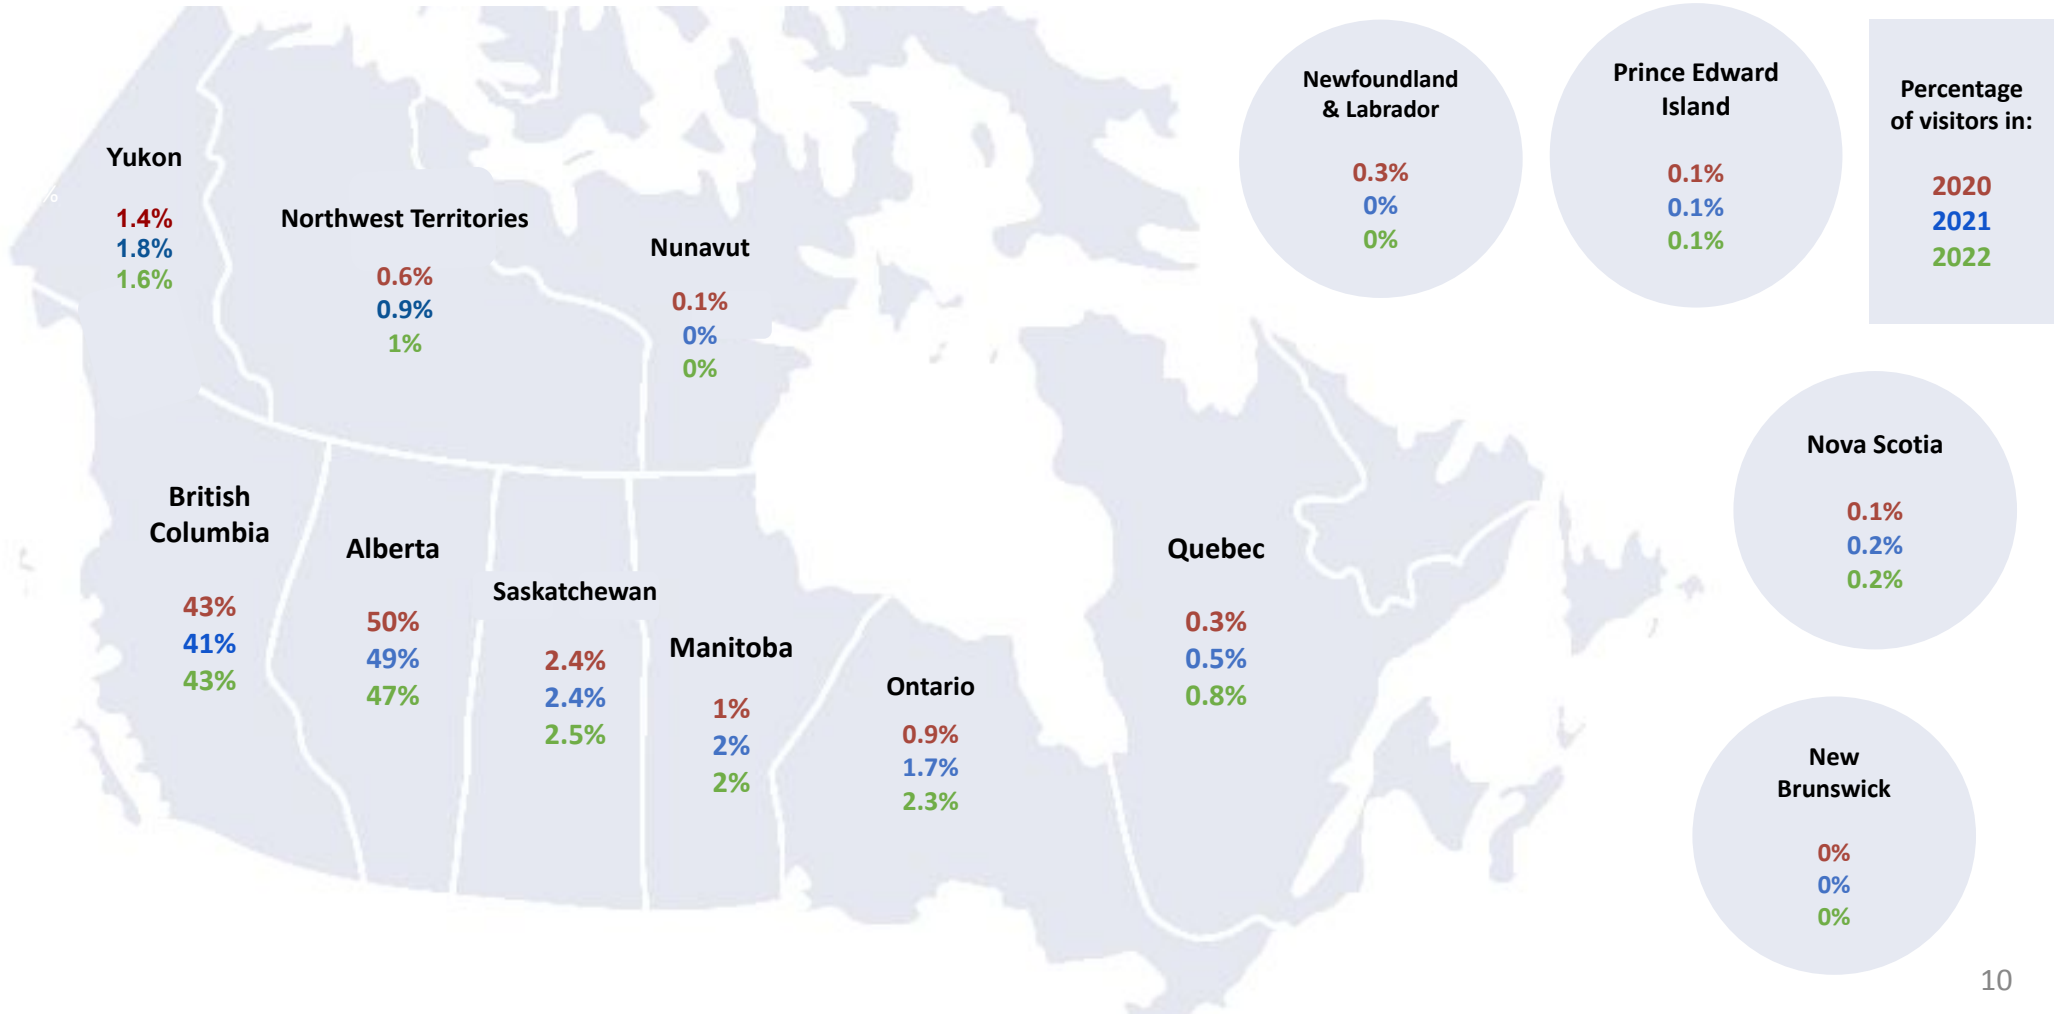 Yukon
1.4%
1.8%
1.6%
Northwest Territories
0.6%
0.9%
1%
Nunavut
0.1%
0%
0%
Newfoundland
& Labrador
0.3%
0%
0%
Prince Edward
Island
0.1%
0.1%
0.1%
Percentage
of visitors in:
2020
2021
2022
British
Columbia
43%
41%
43%
Alberta
50%
49%
47%
Saskatchewan
2.4%
2.4%
2.5%
Manitoba
1%
2%
2%
Ontario
0.9%
1.7%
2.3%
Quebec
0.3%
0.5%
0.8%
Nova Scotia
0.1%
0.2%
0.2%
New
Brunswick
0%
0%
0%
10